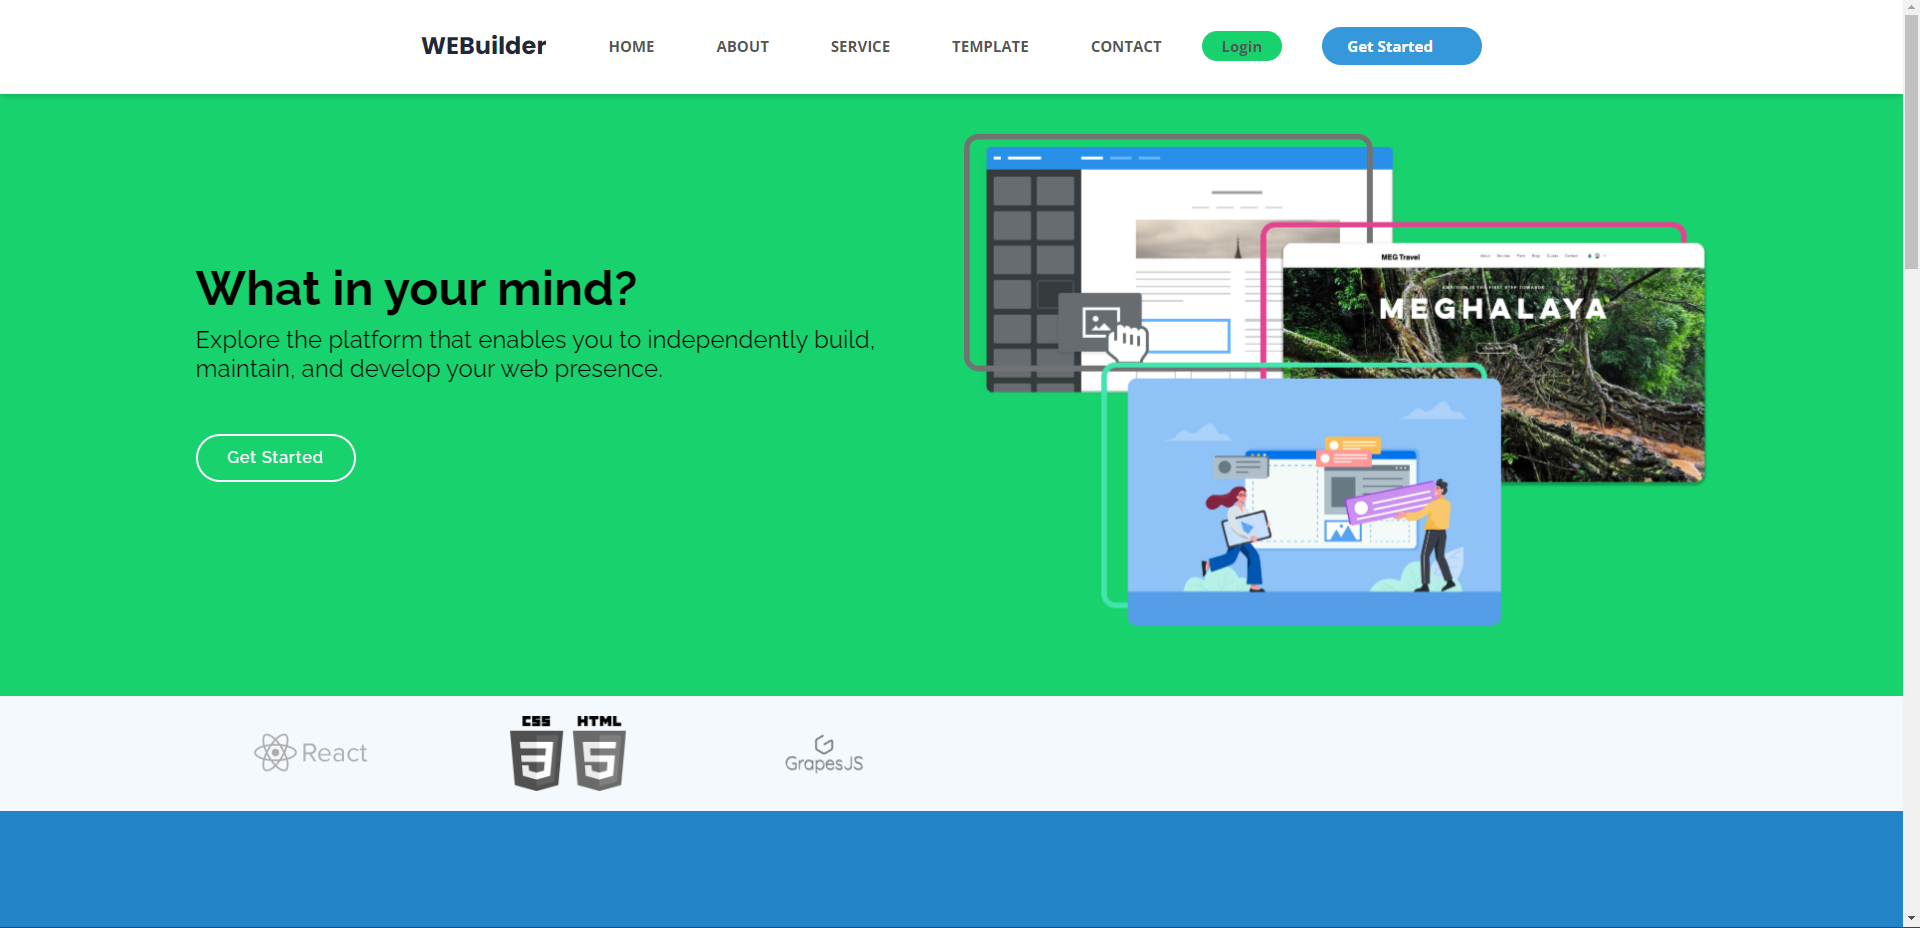 WEBuilder
HOME
ABOUT
SERVICE
TEMPLATE
CONTACT
Login
Get Started
What in your mind?
Explore the platform that enables you to independently build,
maintain, and develop your web presence.
Get Started
MEG Travel
MEGHALAYA
React
CSS
HTML
GrapesJS